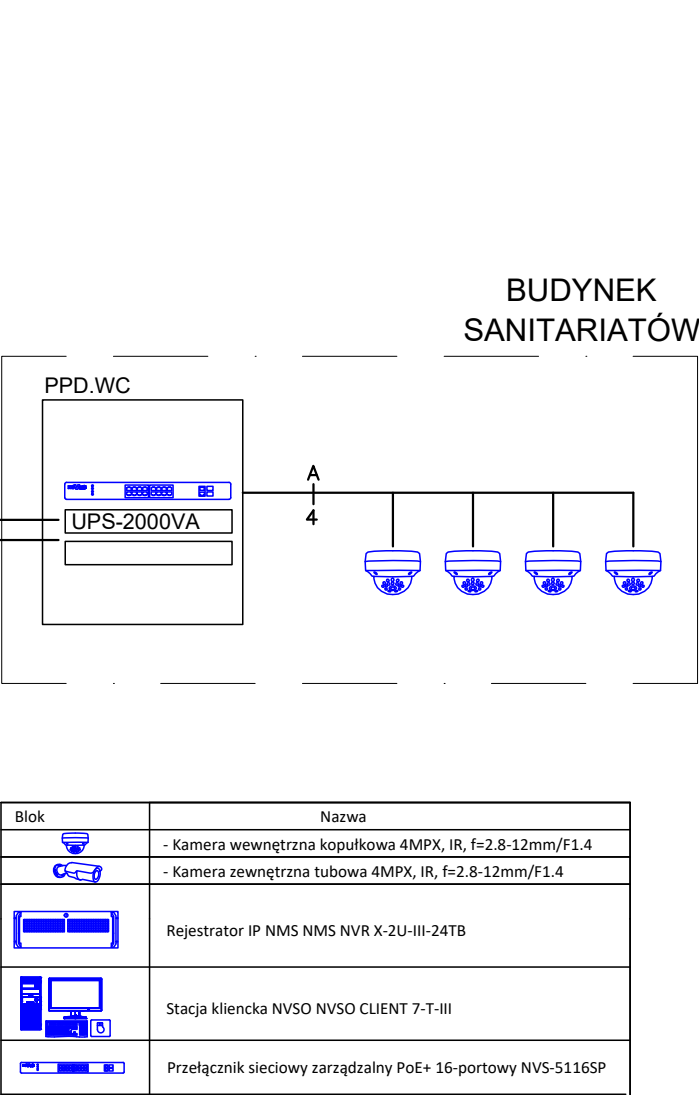 BUDYNEK
SANITARIATÓW
PPD.WC
A
4
UPS-2000VA
Blok Nazwa
- Kamera wewnętrzna kopułkowa 4MPX, IR, f=2.8-12mm/F1.4
- Kamera zewnętrzna tubowa 4MPX, IR, f=2.8-12mm/F1.4
Rejestrator IP NMS NMS NVR X-2U-III-24TB
Stacja kliencka NVSO NVSO CLIENT 7-T-III
Przełącznik sieciowy zarządzalny PoE+ 16-portowy NVS-5116SP